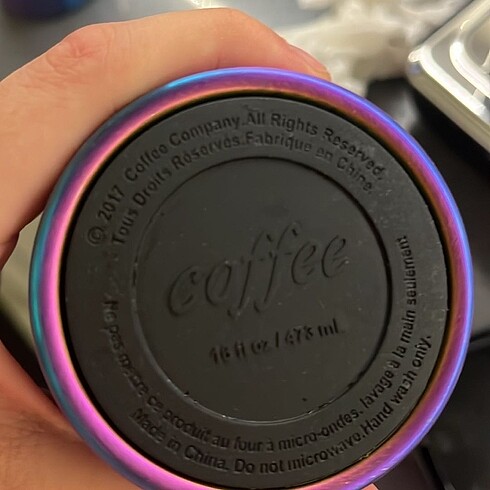 © 2017 Coffee Company.All Rights Reserved.
Tous Droits Réservés.Fabrique en Chine.
coffee
16 fl oz / 473 ml.
Ne pas mettre ce produit au four à micro-ondes. lavage à la main seulement
Made in China. Do not microwave.Hand wash only.